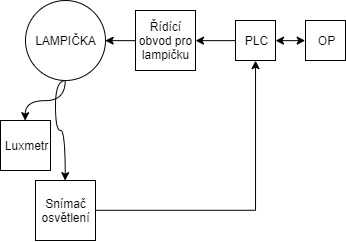 LAMPIČKA
Řídící
obvod pro
lampičku
PLC
OP
Luxmetr
Snímač
osvětlení